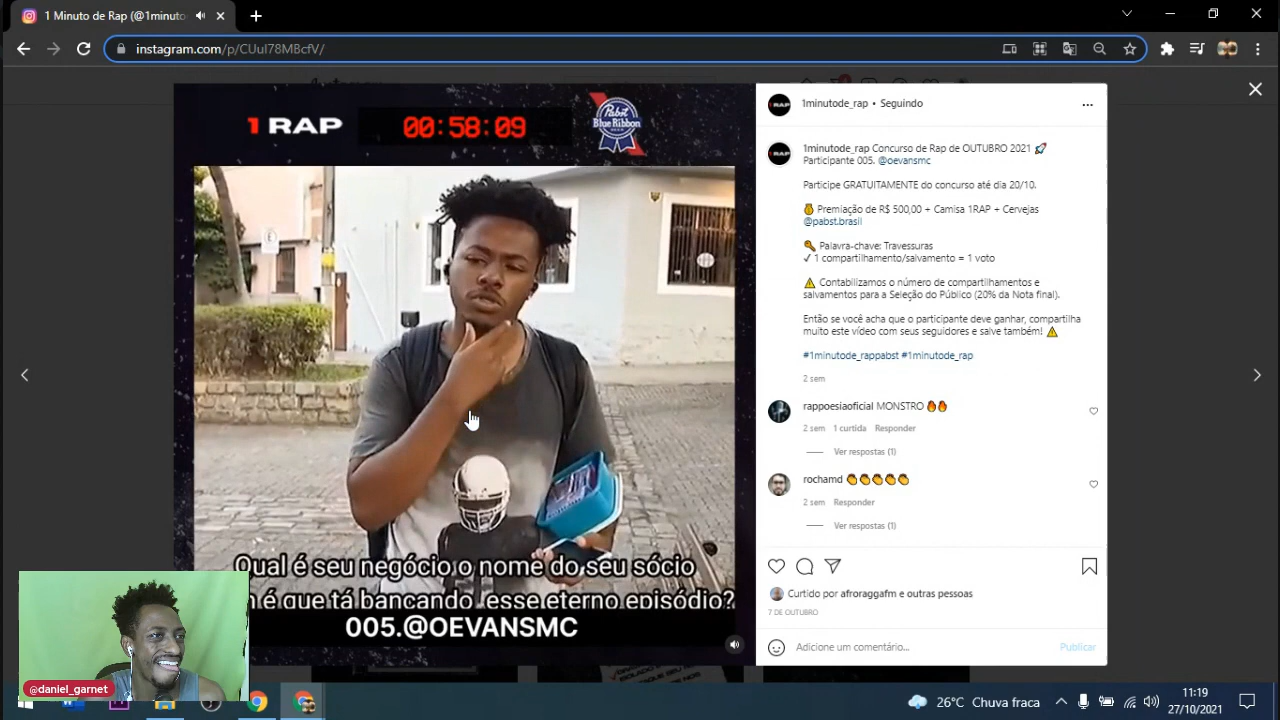 1 Minuto de Rap (@1minuto
instagram.com/p/CUuI78MBcfV/
1 RAP
00:58:09
Pabst
Blue Ribbon
Qual é seu negócio o nome do seu sócio
é que tá bancando esse eterno episódio?
005.@OEVANSMC
@daniel_garnet
1minutode_rap • Seguindo
1minutode_rap Concurso de Rap de OUTUBRO 2021 🚀
Participante 005. @oevansmc
Participe GRATUITAMENTE do concurso até dia 20/10.
🏅 Premiação de R$ 500,00 + Camisa 1RAP + Cervejas
@pabst.brasil
🔑 Palavra-chave: Travessuras
✓ 1 compartilhamento/salvamento = 1 voto
⚠️ Contabilizamos o número de compartilhamentos e
salvamentos para a Seleção do Público (20% da Nota final).
Então se você acha que o participante deve ganhar, compartilha
muito este vídeo com seus seguidores e salve também! ⚠️
#1minutode_rappabst #1minutode_rap
2 sem
rappoesiaoficial MONSTRO 🔥🔥
2 sem 1 curtida Responder
Ver respostas (1)
rochamd 👏👏👏👏👏
2 sem Responder
Ver respostas (1)
Curtido por afroraggafm e outras pessoas
7 DE OUTUBRO
Adicione um comentário...
Publicar
26°C Chuva fraca
11:19
27/10/2021